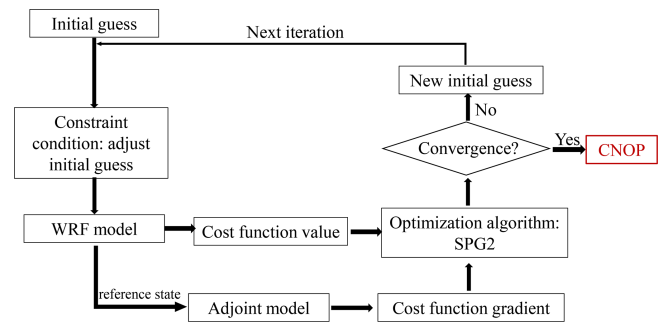 Initial guess
Next iteration
New initial guess
No
Constraint
condition: adjust
initial guess
Convergence?
Yes
CNOP
WRF model
Cost function value
Optimization algorithm:
SPG2
reference state
Adjoint model
Cost function gradient